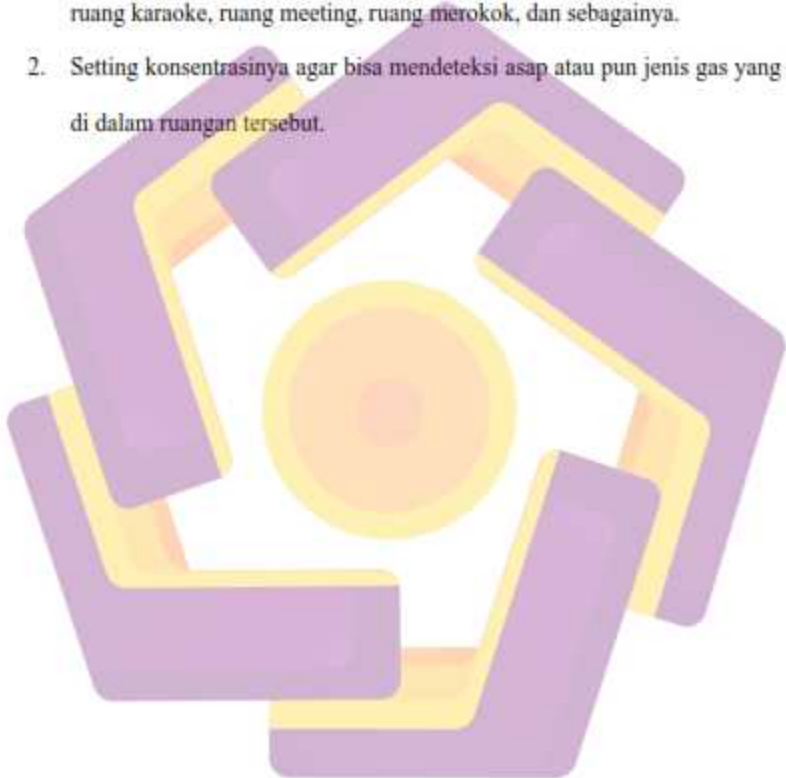 ruang karaoke, ruang meeting, ruang merokok, dan sebagainya.
2. Setting konsentrasinya agar bisa mendeteksi asap atau pun jenis gas yang
di dalam ruangan tersebut.